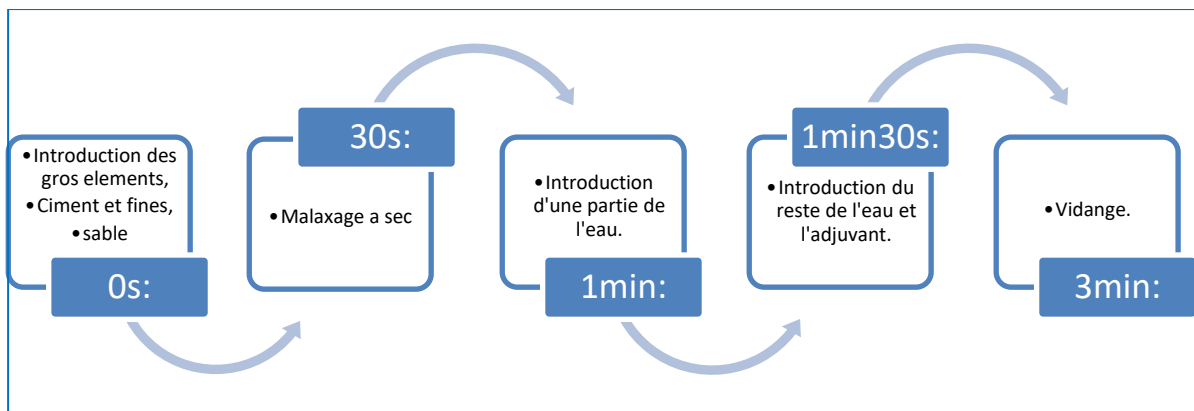 •Introduction des
gros elements,
•Ciment et fines,
•sable
0s:
30s:
•Malaxage a sec
•Introduction
d'une partie de
l'eau.
1min:
1min30s:
•Introduction du
reste de l'eau et
l'adjuvant.
•Vidange.
3min: